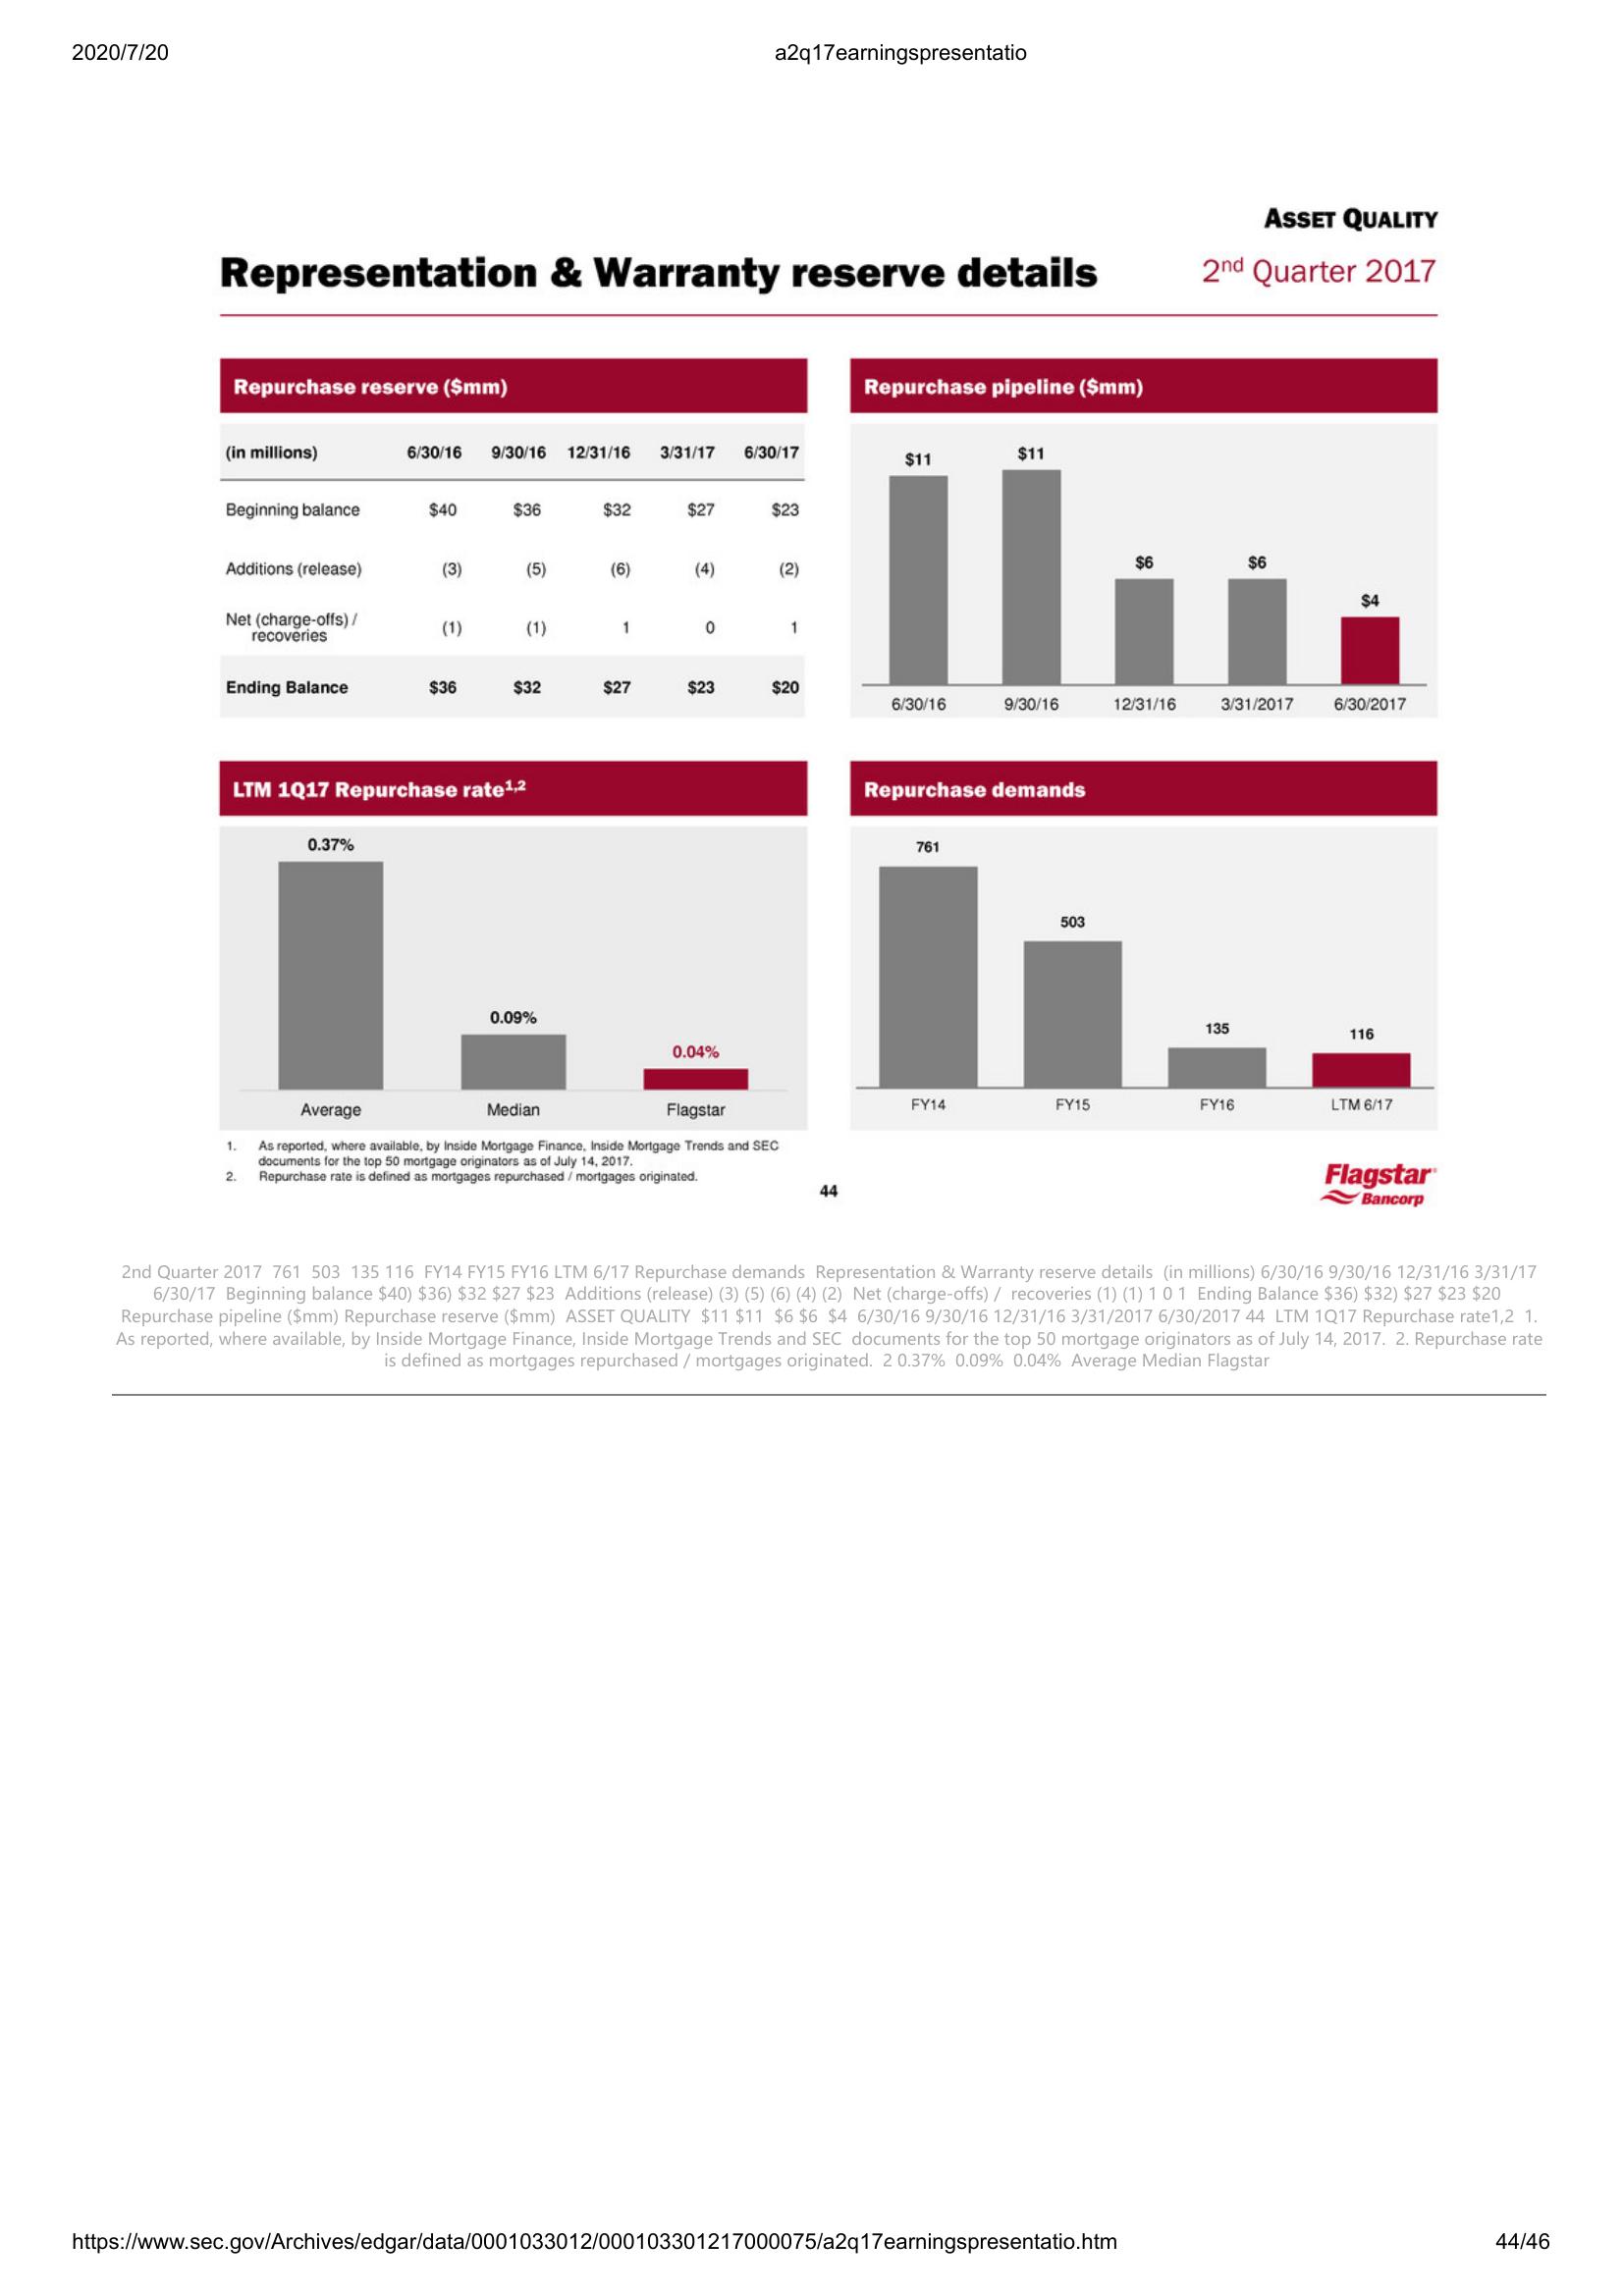 2020/7/20
a2q17earningspresentatio
ASSET QUALITY
Representation & Warranty reserve details
2nd Quarter 2017
Repurchase reserve ($mm)
(in millions) 6/30/16 9/30/16 12/31/16 3/31/17 6/30/17
Beginning balance $40 $36 $32 $27 $23
Additions (release) (3) (5) (6) (4) (2)
Net (charge-offs) /
recoveries (1) (1) 1 0 1
Ending Balance $36 $32 $27 $23 $20
Repurchase pipeline ($mm)
$11 $11 $6 $6 $4
6/30/16 9/30/16 12/31/16 3/31/2017 6/30/2017
LTM 1Q17 Repurchase rate1,2
0.37%
0.09%
0.04%
Average Median Flagstar
Repurchase demands
761
503
135
116
FY14 FY15 FY16 LTM 6/17
1. As reported, where available, by Inside Mortgage Finance, Inside Mortgage Trends and SEC
documents for the top 50 mortgage originators as of July 14, 2017.
2. Repurchase rate is defined as mortgages repurchased / mortgages originated.
44
Flagstar
Bancorp
2nd Quarter 2017 761 503 135 116 FY14 FY15 FY16 LTM 6/17 Repurchase demands Representation & Warranty reserve details (in millions) 6/30/16 9/30/16 12/31/16 3/31/17
6/30/17 Beginning balance $40) $36) $32 $27 $23 Additions (release) (3) (5) (6) (4) (2) Net (charge-offs) / recoveries (1) (1) 1 0 1 Ending Balance $36) $32) $27 $23 $20
Repurchase pipeline ($mm) Repurchase reserve ($mm) ASSET QUALITY $11 $11 $6 $6 $4 6/30/16 9/30/16 12/31/16 3/31/2017 6/30/2017 44 LTM 1Q17 Repurchase rate1,2 1.
As reported, where available, by Inside Mortgage Finance, Inside Mortgage Trends and SEC documents for the top 50 mortgage originators as of July 14, 2017. 2. Repurchase rate
is defined as mortgages repurchased / mortgages originated. 2 0.37% 0.09% 0.04% Average Median Flagstar
https://www.sec.gov/Archives/edgar/data/0001033012/000103301217000075/a2q17earningspresentatio.htm
44/46